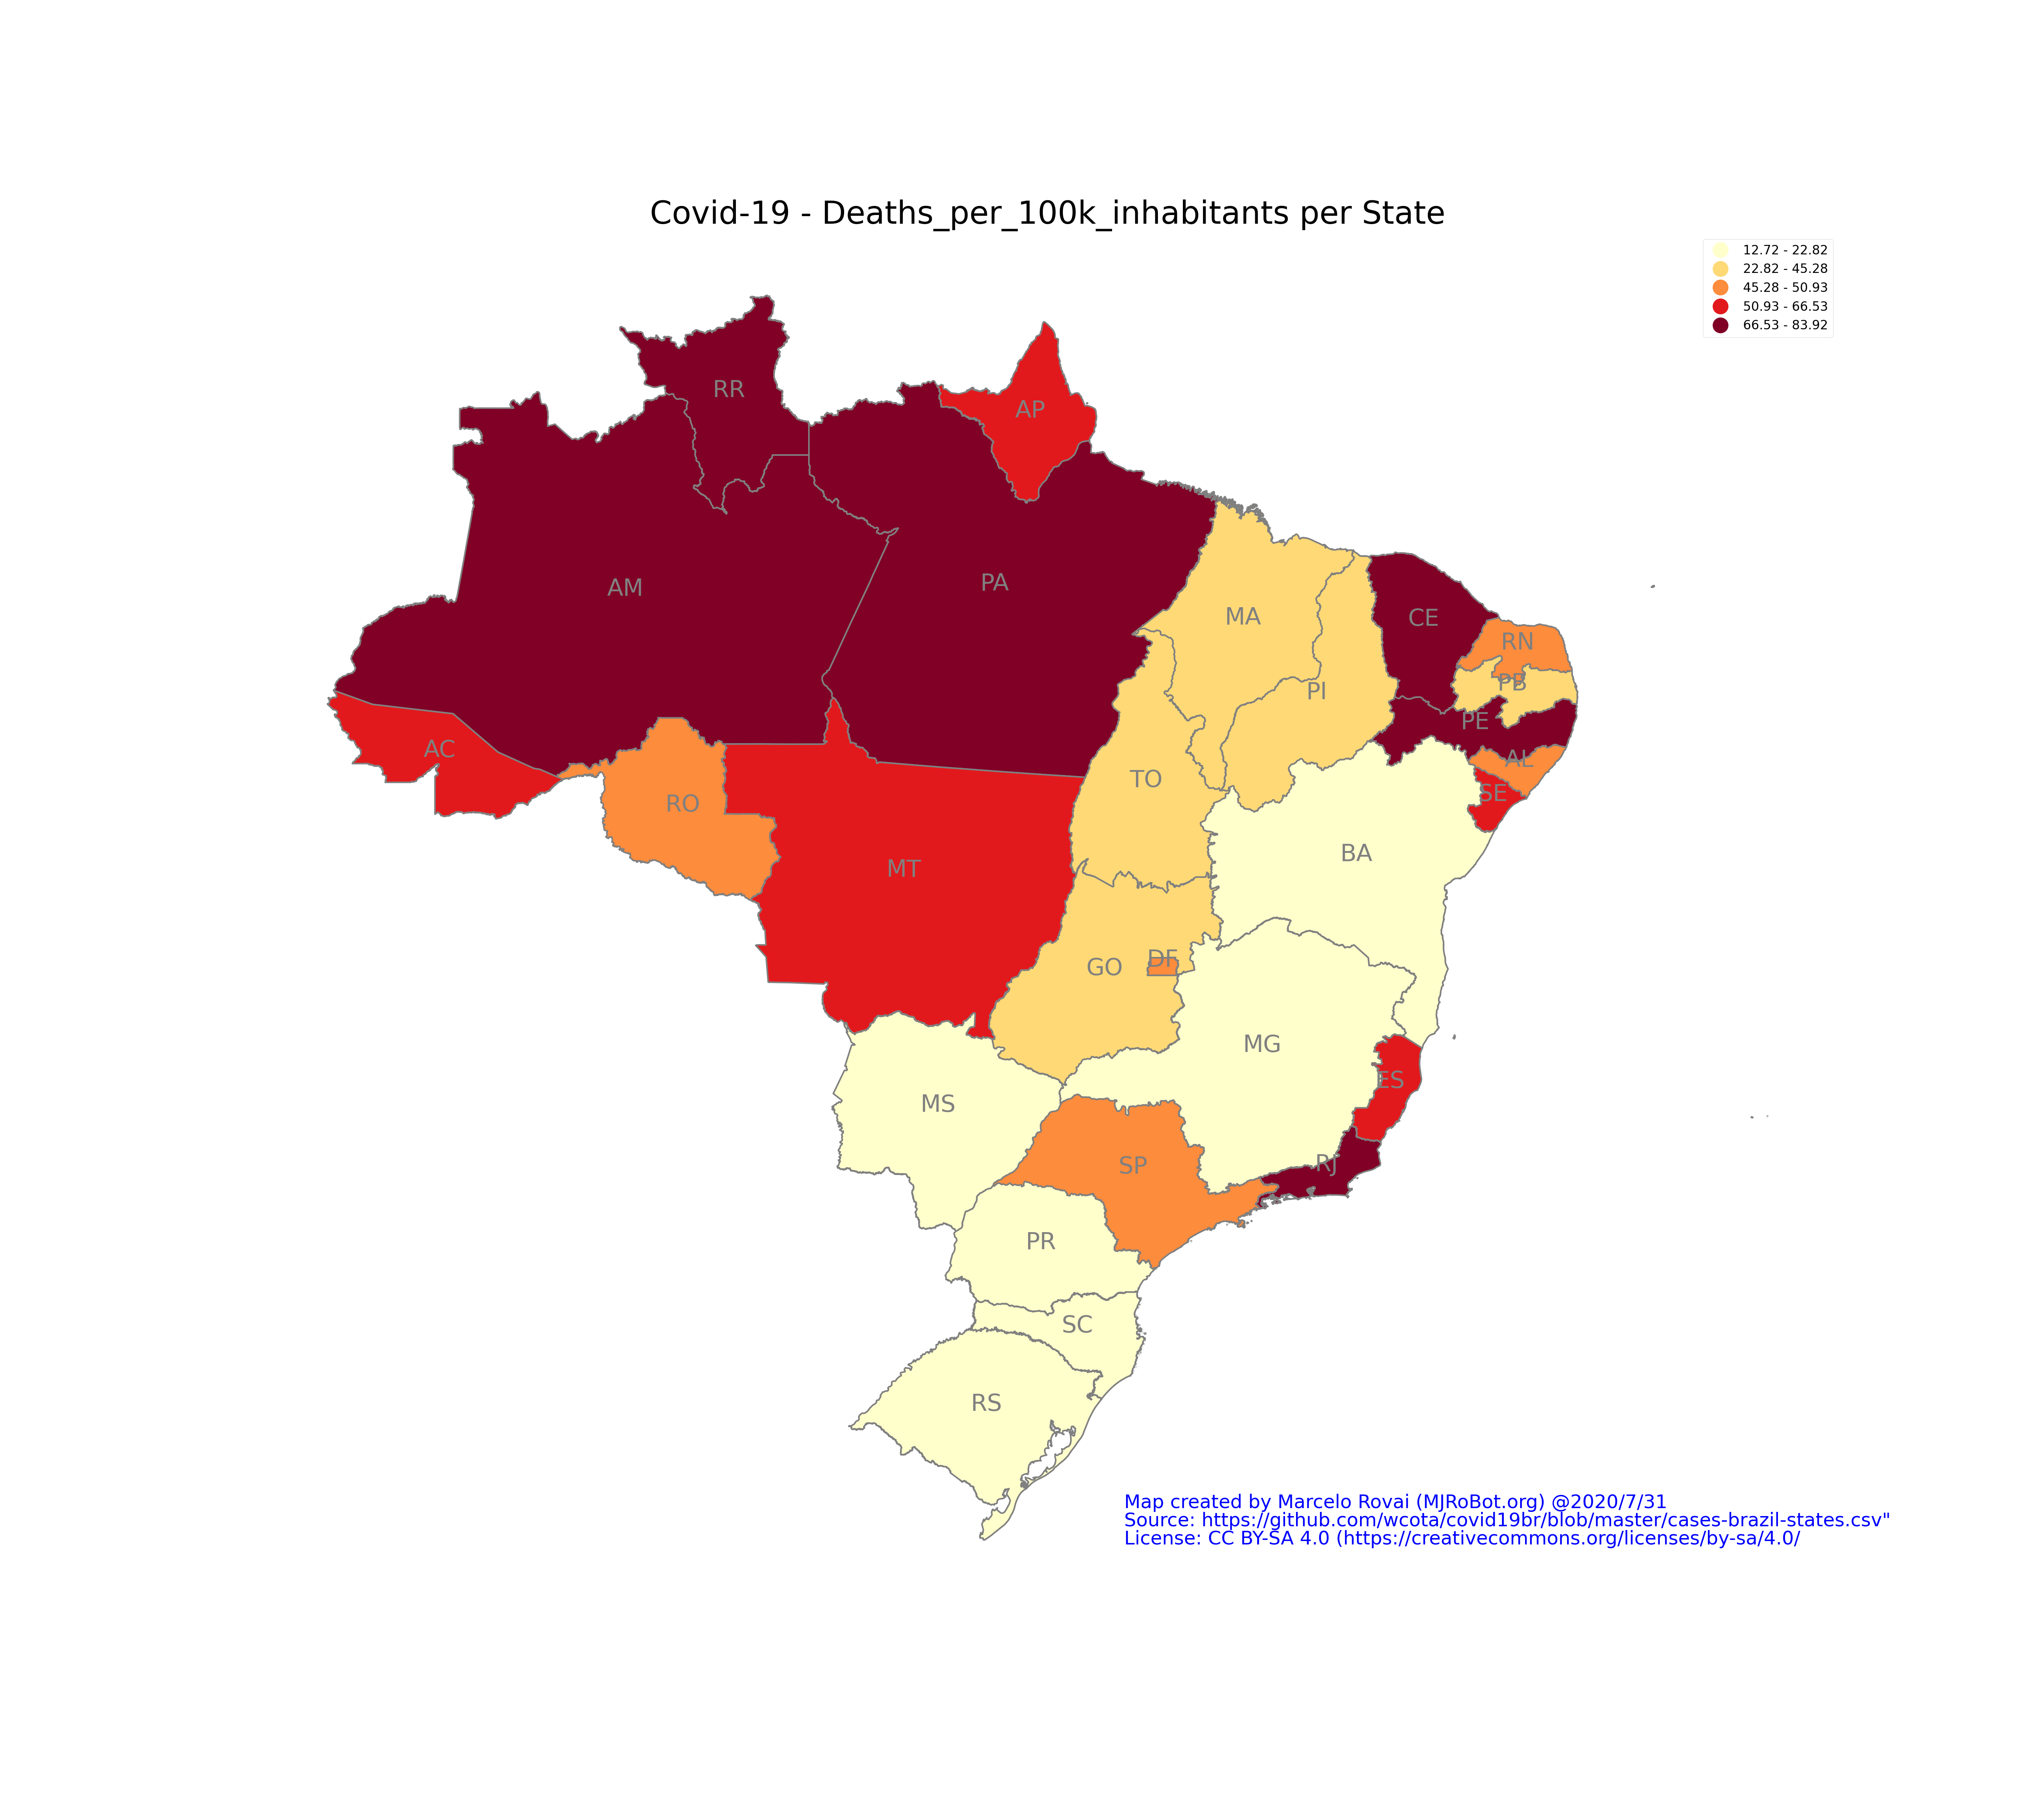 Covid-19 - Deaths_per_100k_inhabitants per State
12.72 - 22.82
22.82 - 45.28
45.28 - 50.93
50.93 - 66.53
66.53 - 83.92
RR
AP
AM
PA
MA
CE
RN
PB
PI
PE
AC
AL
TO
SE
RO
BA
MT
DF
GO
MG
ES
MS
RJ
SP
PR
SC
RS
Map created by Marcelo Rovai (MJRoBot.org) @2020/7/31
Source: https://github.com/wcota/covid19br/blob/master/cases-brazil-states.csv"
License: CC BY-SA 4.0 (https://creativecommons.org/licenses/by-sa/4.0/